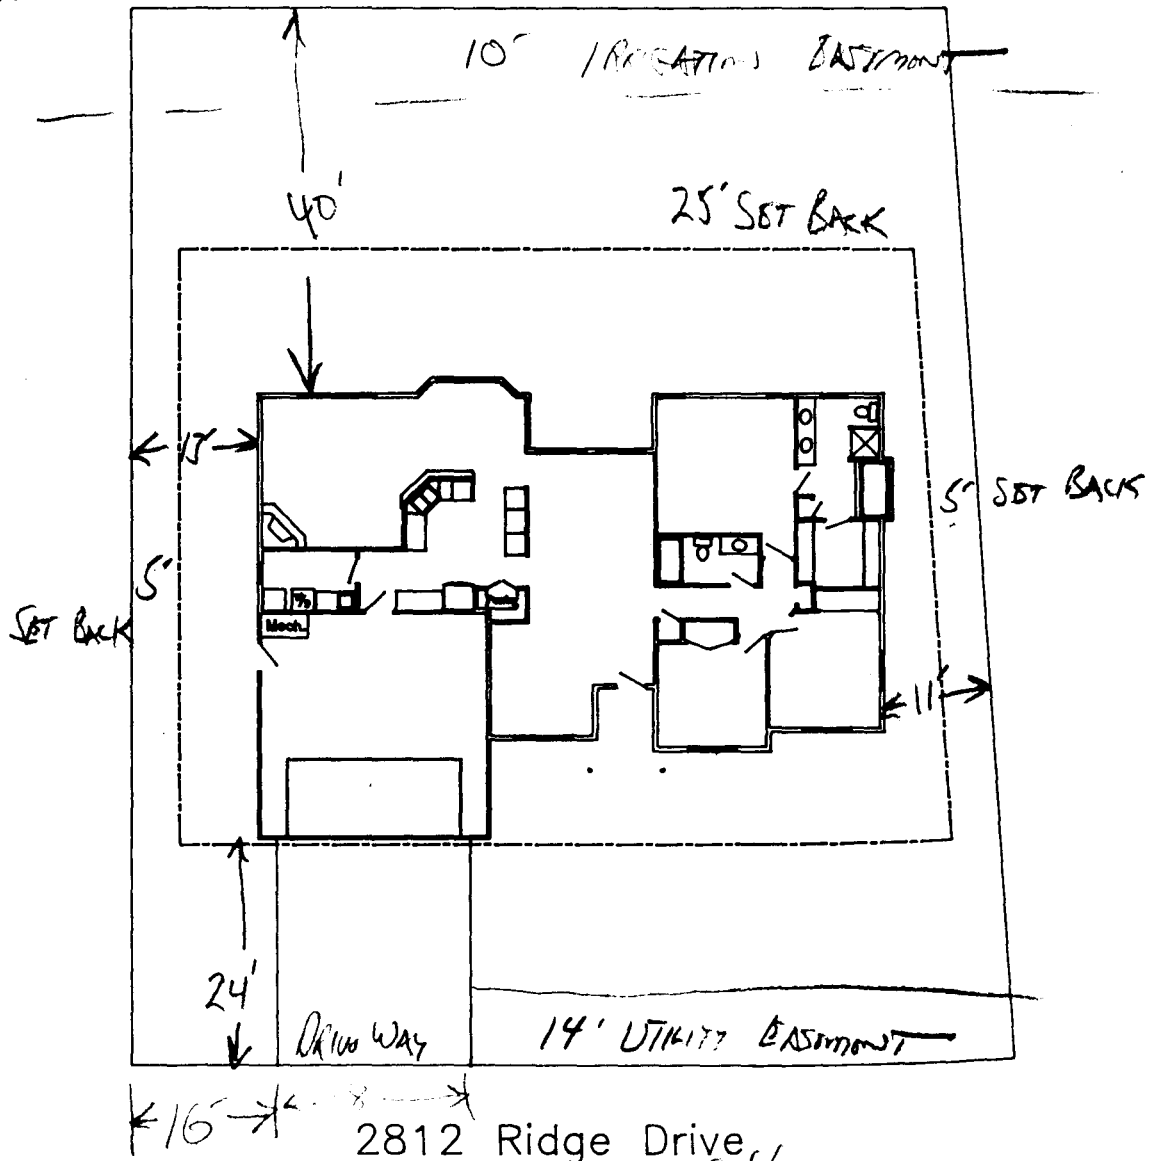 10' IRRIGATION EASEMENT
40'
25' SET BACK
13'
5' SET BACK
5'
SET BACK
W/D
Mech.
11'
24'
DRIVE WAY
14' UTILITY EASEMENT
16'
2812 Ridge Drive